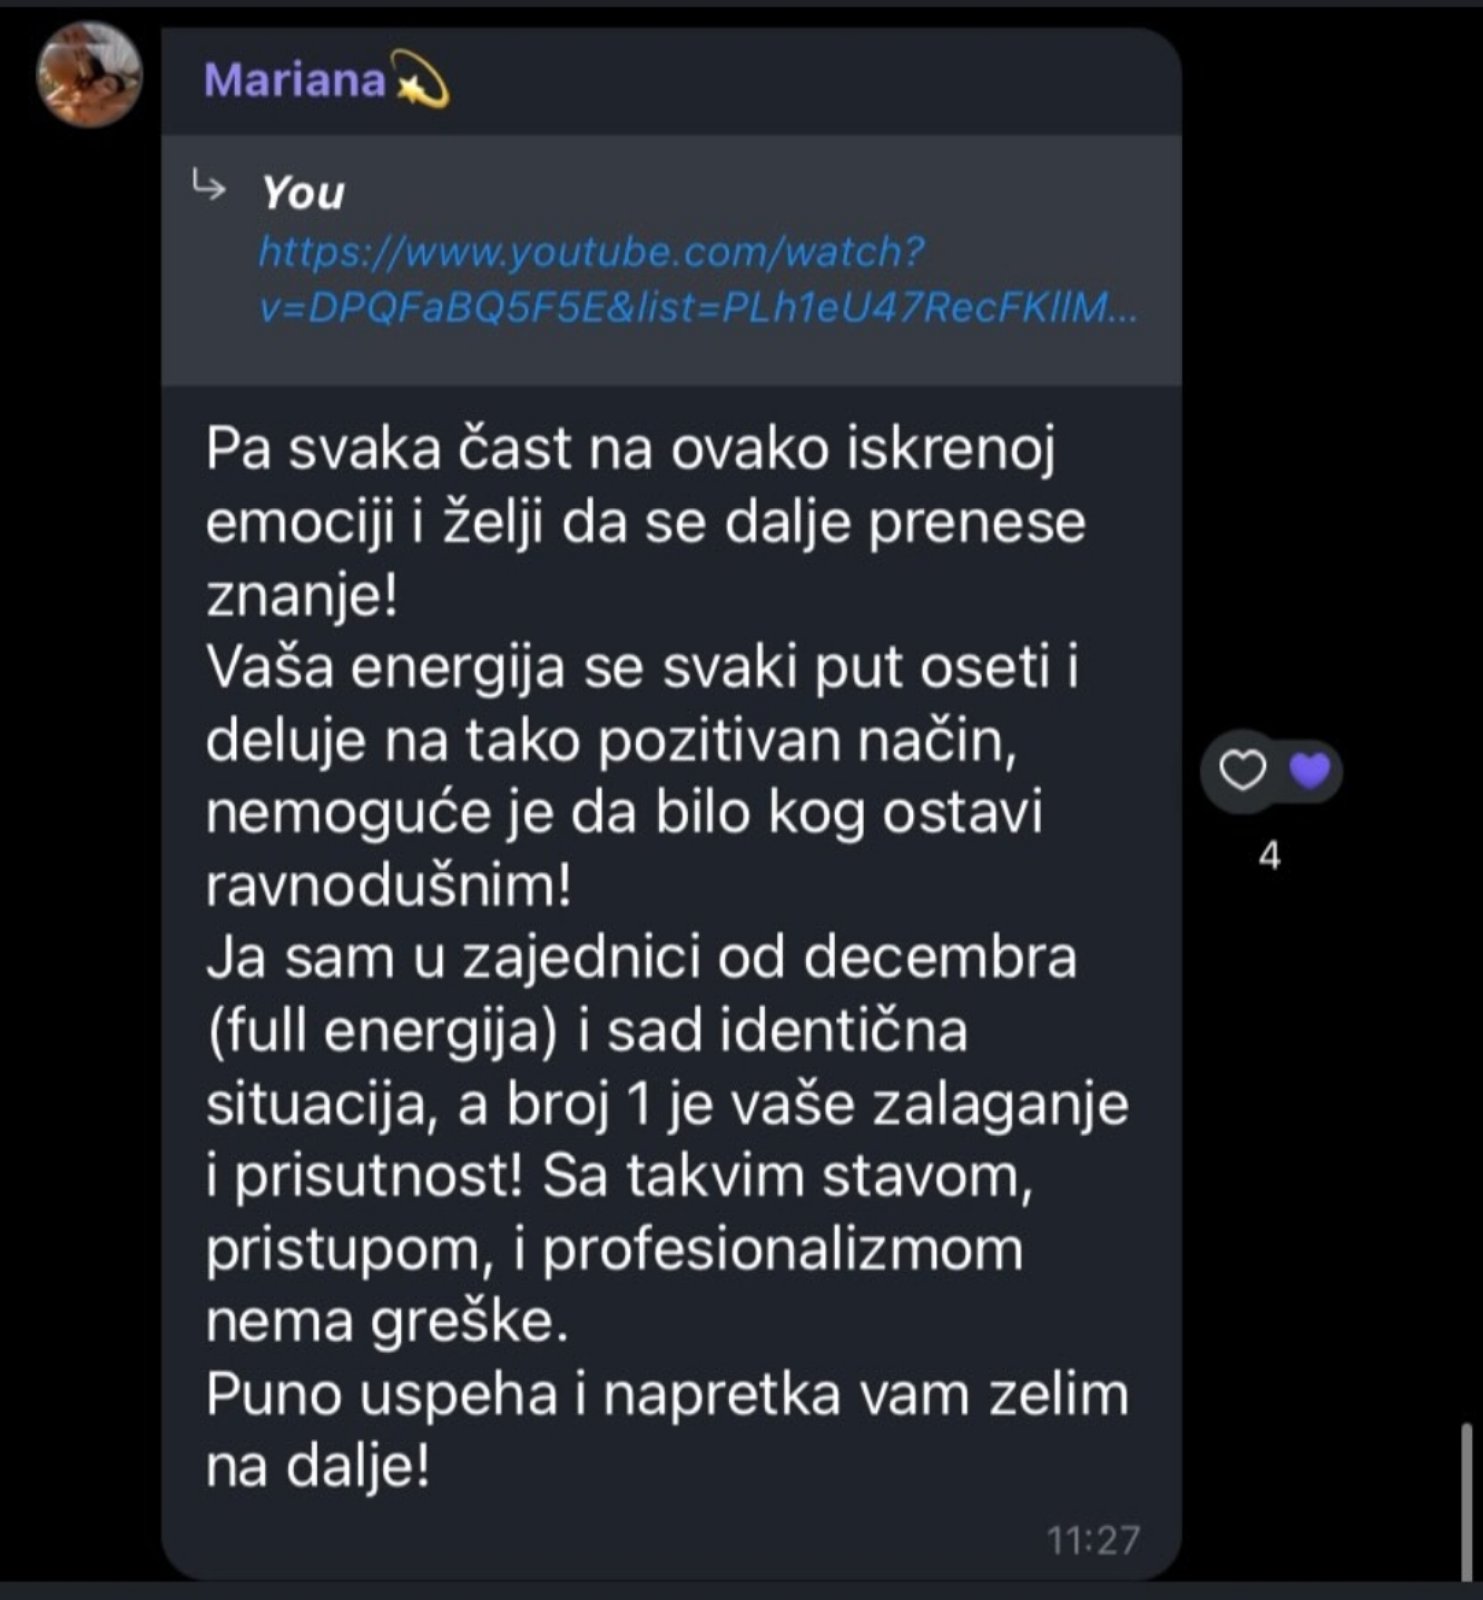 Mariana💫
You
https://www.youtube.com/watch?
v=DPQFaBQ5F5E&list=PLh1eU47RecFKIlM...
Pa svaka čast na ovako iskrenoj
emociji i želji da se dalje prenese
znanje!
Vaša energija se svaki put oseti i
deluje na tako pozitivan način,
nemoguće je da bilo kog ostavi
ravnodušnim!
Ja sam u zajednici od decembra
(full energija) i sad identična
situacija, a broj 1 je vaše zalaganje
i prisutnost! Sa takvim stavom,
pristupom, i profesionalizmom
nema greške.
Puno uspeha i napretka vam zelim
na dalje!
4
11:27